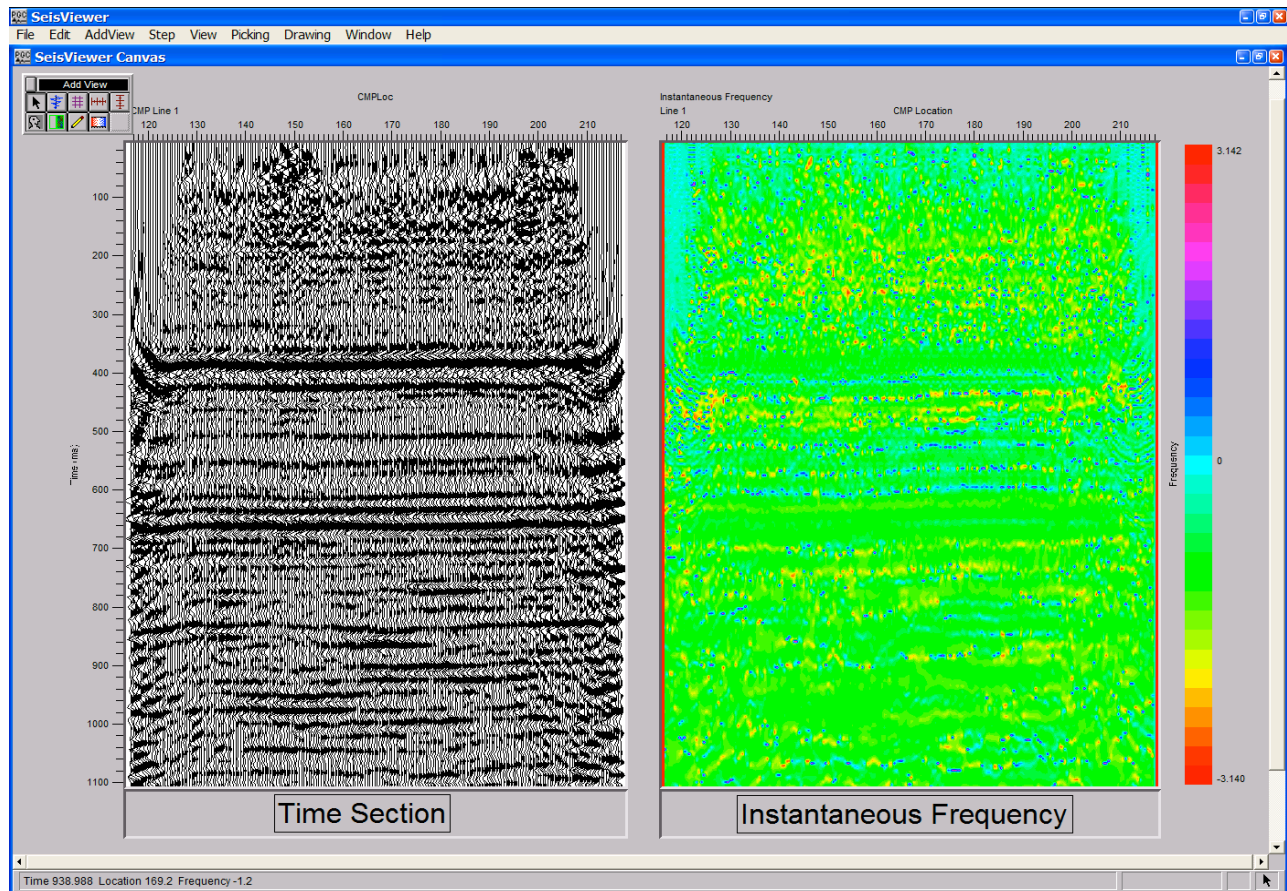 SeisViewer
File Edit AddView Step View Picking Drawing Window Help
SeisViewer Canvas
Add View
CMPLoc
CMP Line 1
120 130 140 150 160 170 180 190 200 210
Instantaneous Frequency
Line 1 CMP Location
120 130 140 150 160 170 180 190 200 210
100
200
300
400
500
600
700
800
900
1000
1100
Frequency
3.142
0
-3.140
Time Section
Instantaneous Frequency
Time 938.988 Location 169.2 Frequency -1.2